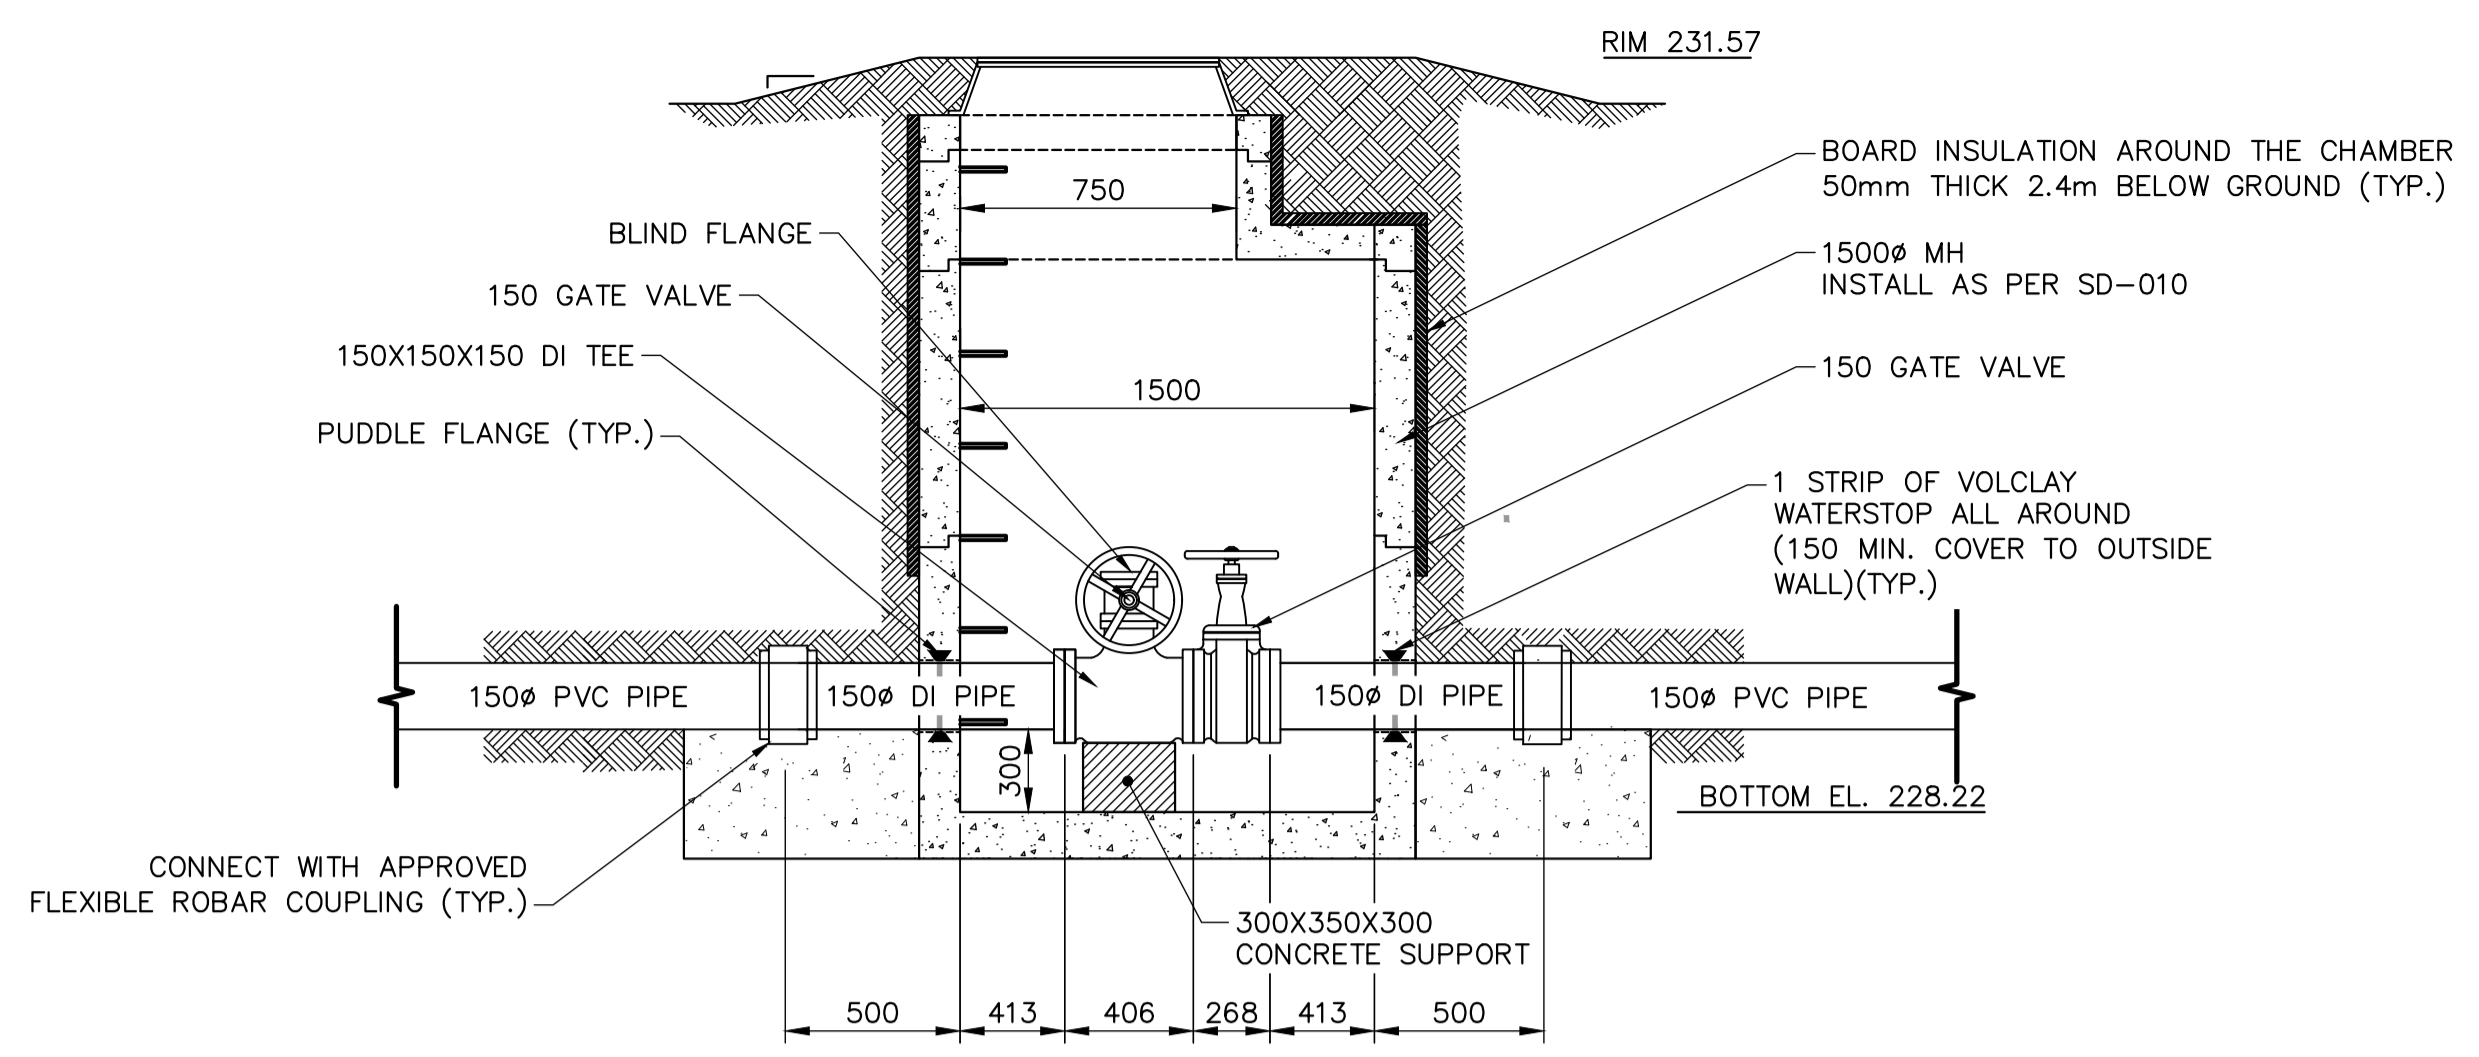 RIM 231.57
BOARD INSULATION AROUND THE CHAMBER
50mm THICK 2.4m BELOW GROUND (TYP.)
750
BLIND FLANGE
1500ø MH
INSTALL AS PER SD-010
150 GATE VALVE
150X150X150 DI TEE
150 GATE VALVE
1500
PUDDLE FLANGE (TYP.)
1 STRIP OF VOLCLAY
WATERSTOP ALL AROUND
(150 MIN. COVER TO OUTSIDE
WALL)(TYP.)
150ø PVC PIPE
150ø DI PIPE
150ø DI PIPE
150ø PVC PIPE
300
BOTTOM EL. 228.22
CONNECT WITH APPROVED
FLEXIBLE ROBAR COUPLING (TYP.)
300X350X300
CONCRETE SUPPORT
500
413
406
268
413
500